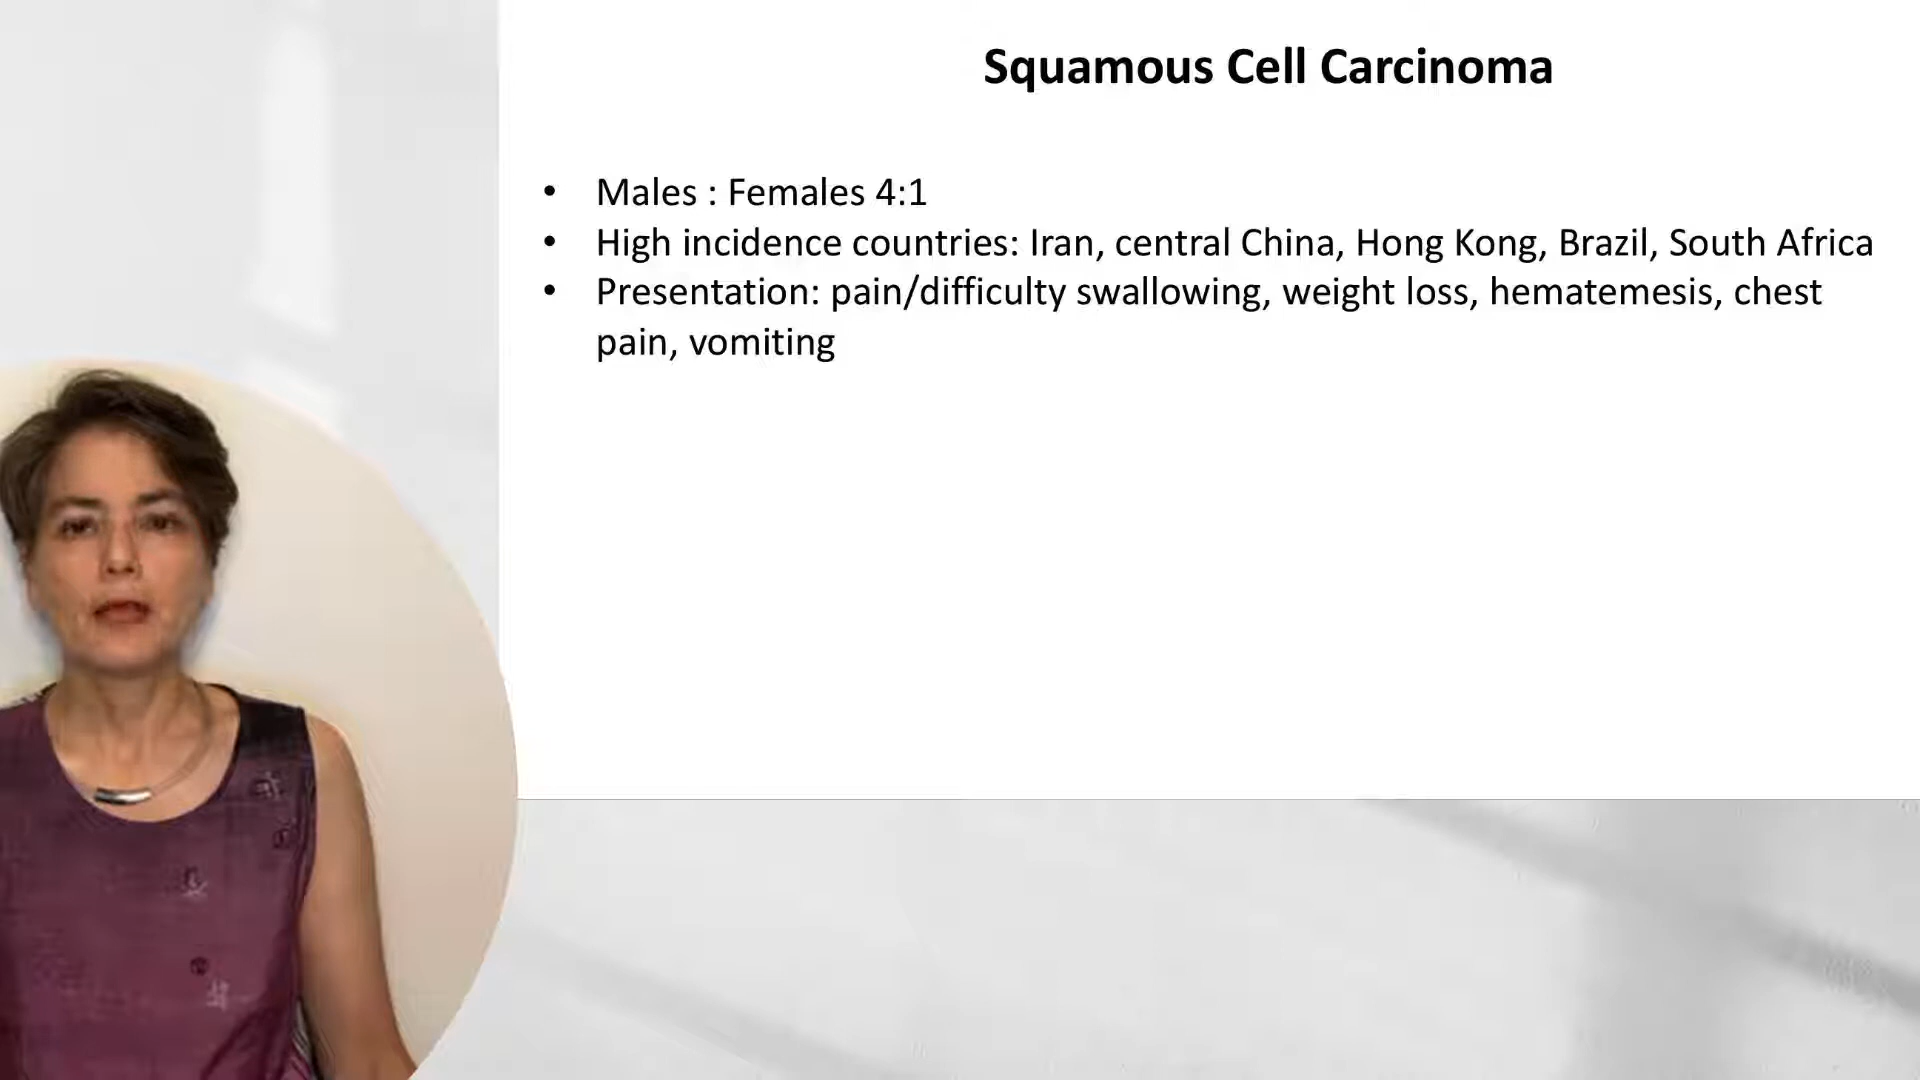 Squamous Cell Carcinoma
• Males : Females 4:1
• High incidence countries: Iran, central China, Hong Kong, Brazil, South Africa
• Presentation: pain/difficulty swallowing, weight loss, hematemesis, chest
pain, vomiting